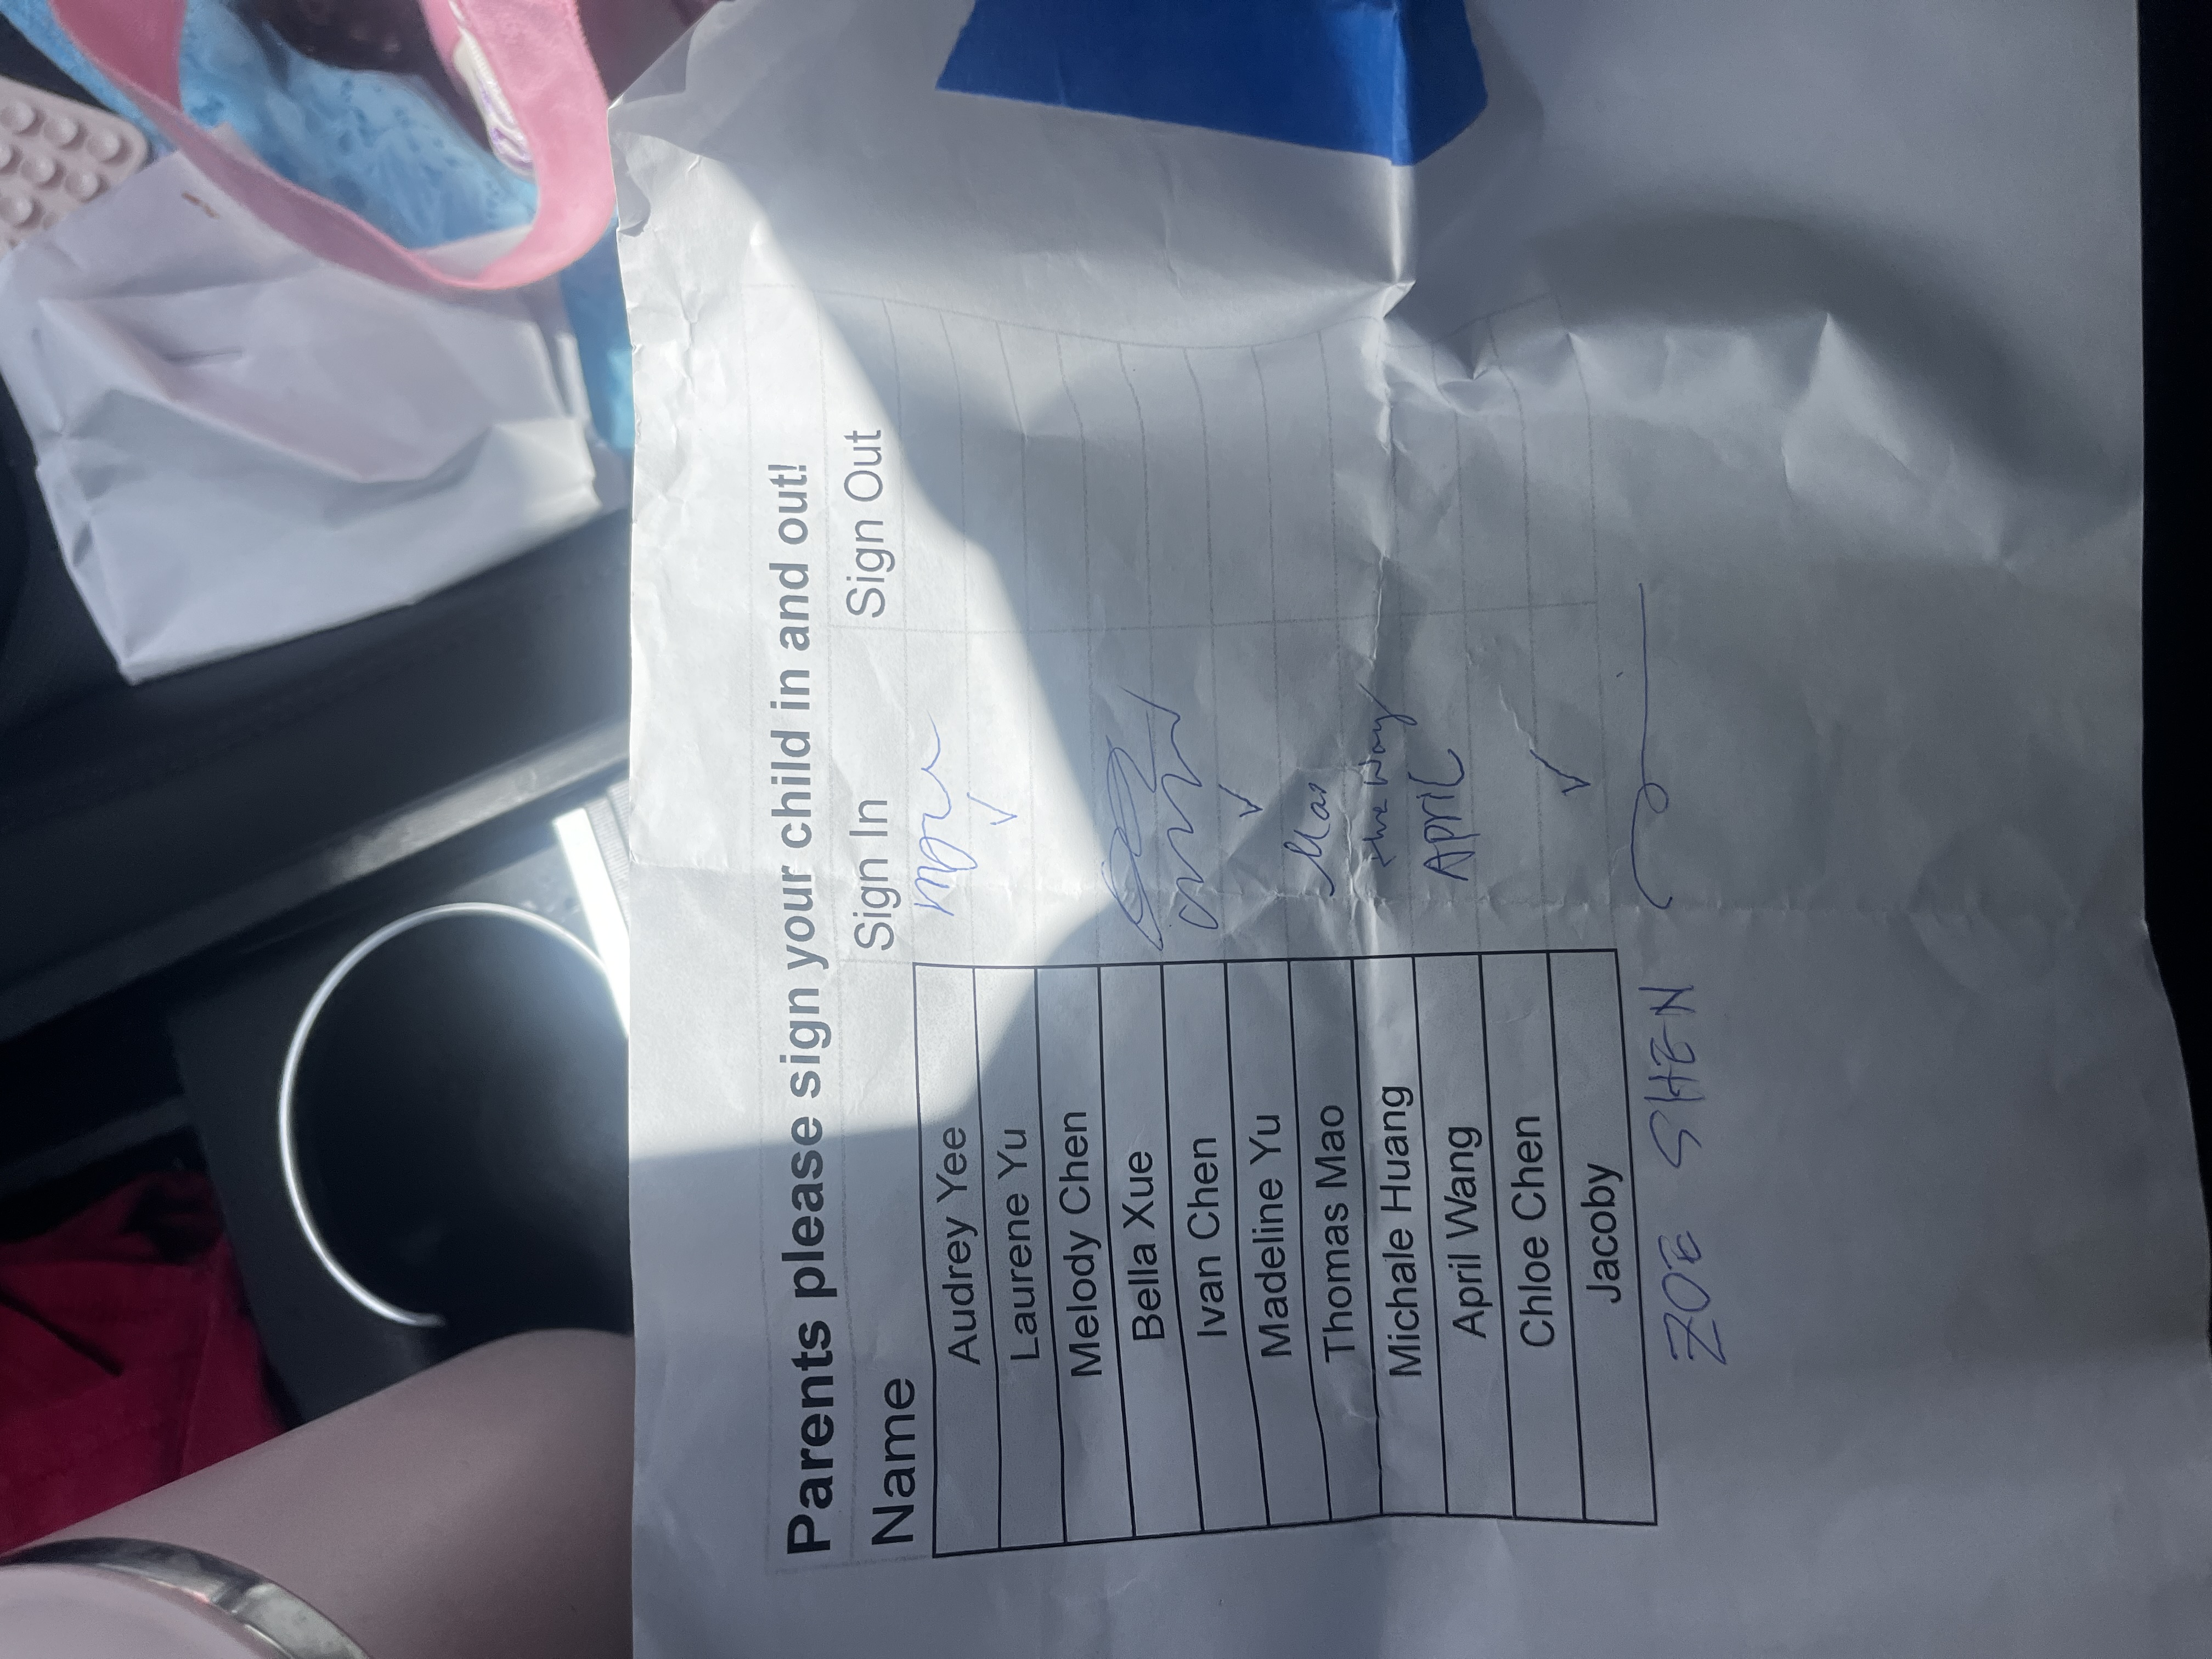 Parents please sign your child in and out!
Name Sign In Sign Out
Audrey Yee
Laurene Yu ✓
Melody Chen
Bella Xue
Ivan Chen
Madeline Yu ✓
Thomas Mao Mao
Michale Huang
April Wang APRIL
Chloe Chen
Jacoby ✓
ZOE SHEN